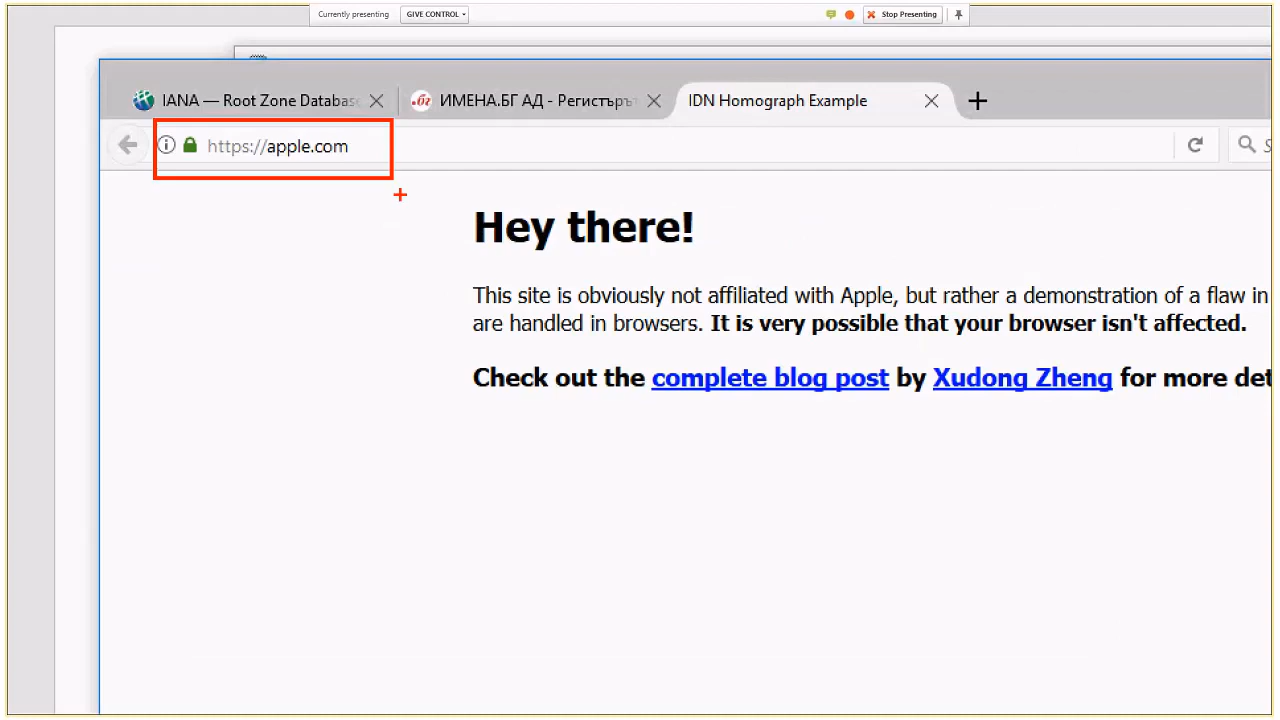 Currently presenting GIVE CONTROL Stop Presenting
IANA — Root Zone Databas ИМЕНА.БГ АД - Регистърът IDN Homograph Example
https://apple.com S
Hey there!
This site is obviously not affiliated with Apple, but rather a demonstration of a flaw in
are handled in browsers. It is very possible that your browser isn't affected.
Check out the complete blog post by Xudong Zheng for more det